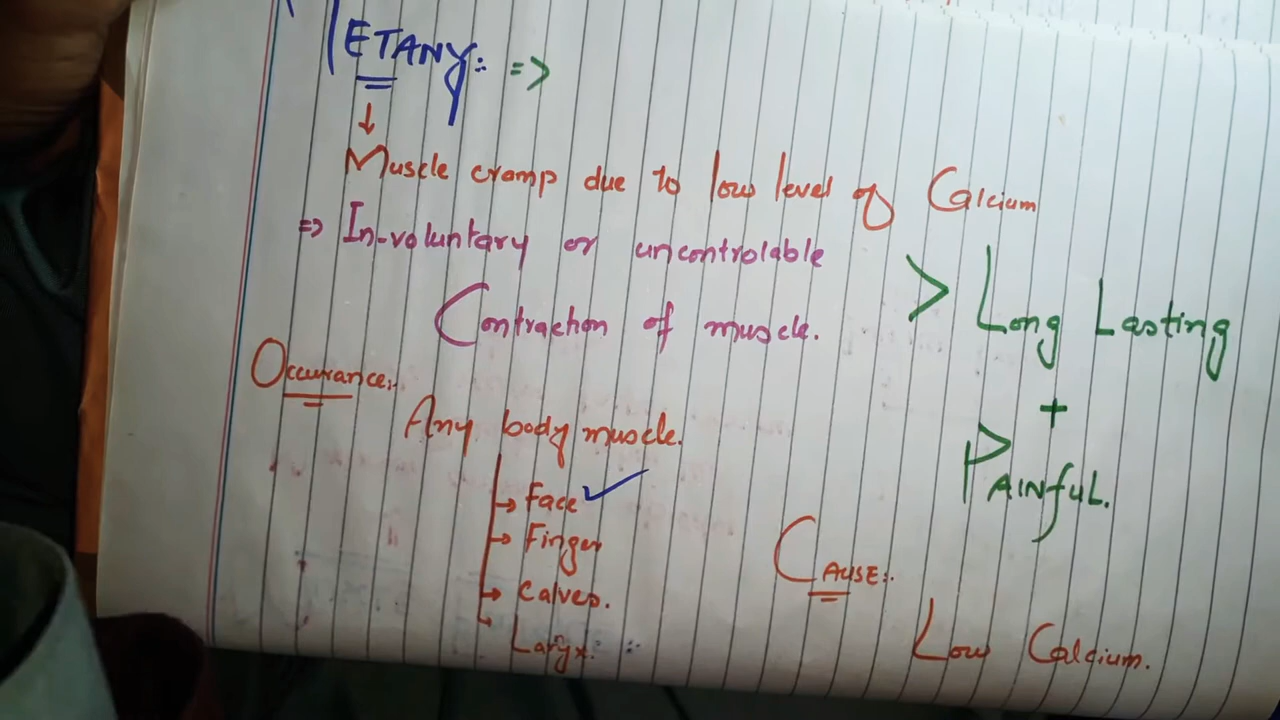 TETANY:- =>
↓
Muscle cramp due to low level of Calcium
=> In-voluntary or uncontrolable
Contraction of muscle.
> Long Lasting
+
PAINfUL.
Occurance:-
Any body muscle.
→ Face ✓
→ Finger
→ Calves.
Laryx.
CAUSE:-
Low Calcium.